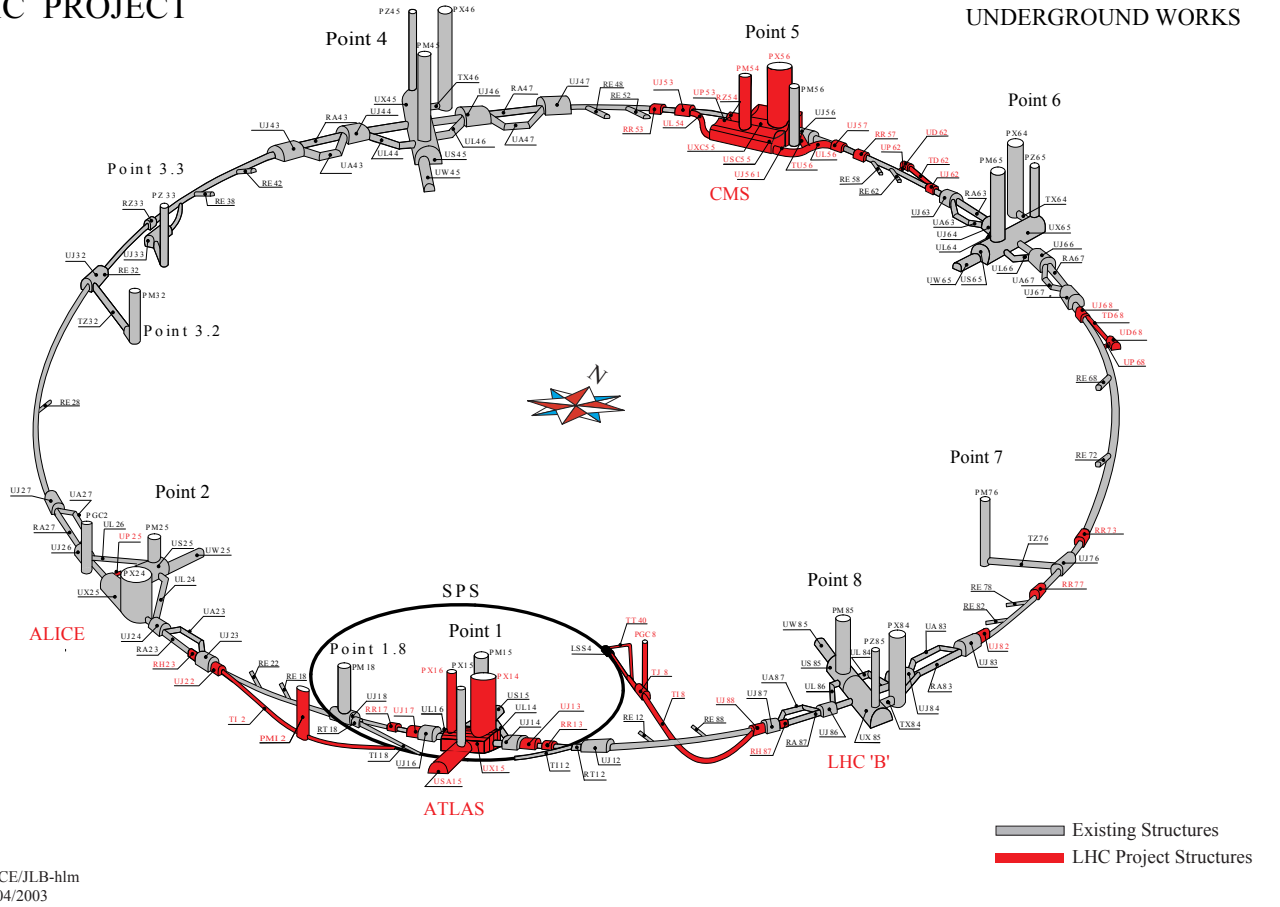 C PROJECT
UNDERGROUND WORKS
PZ45
PX46
Point 4
PM45
TX46
UX45
UJ46
RA47
UJ47
UJ44
RA43
UJ43
UA43
UL44
UL46
UA47
US45
UW45
RE48
RE52
Point 5
PX56
PM54
UJ53
UP53
RZ54
PM56
RR53
UL54
UJ56
UJ57
RR57
UXC55
USC55
UJ561
TU56
UL56
CMS
RE58
RE62
Point 6
UD62
UP62
TD62
UJ62
PX64
PM65
PZ65
RA63
TX64
UJ63
UA63
UJ64
UL64
UX65
UJ66
UW65
US65
UL66
RA67
UA67
UJ67
UJ68
TD68
UD68
UP68
RE68
RE72
Point 3.3
PZ33
RE42
RE38
RZ33
UJ33
UJ32
RE32
PM32
TZ32
Point 3.2
RE28
N
Point 7
PM76
RR73
TZ76
UJ76
RR77
RE78
RE82
UJ82
UJ83
Point 2
UJ27
UA27
PGC2
UL26
PM25
RA27
UP25
US25
UW25
UJ26
PX24
UL24
UX25
ALICE
UJ24
UA23
RA23
UJ23
RH23
UJ22
RE22
RE18
TI2
PMI2
SPS
Point 1
Point 1.8
PM18
PX16
PX15
PM15
PX14
UJ18
RR17
UJ17
UL16
US15
UL14
UJ13
UJ14
RR13
RT18
TI18
UJ16
USA15
UX15
TI12
RT12
UJ12
ATLAS
TT40
PGC8
LSS4
TJ8
TI8
RE12
RE88
UJ88
UJ87
UA87
RH87
RA87
UJ86
UL86
Point 8
PM85
UW85
PX84
PZ85
UL84
US85
UA83
RA83
UJ84
TX84
UX85
LHC 'B'
Existing Structures
LHC Project Structures
CE/JLB-hlm
04/2003